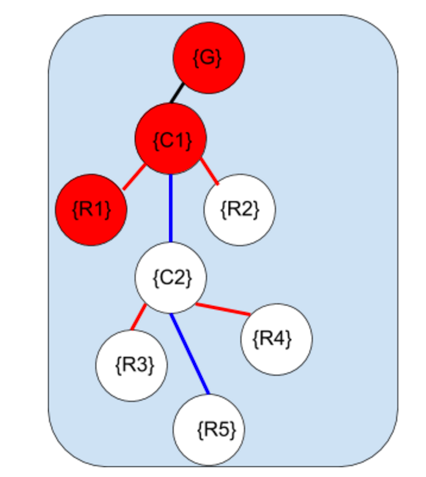 {G}
{C1}
{R1}
{R2}
{C2}
{R4}
{R3}
{R5}